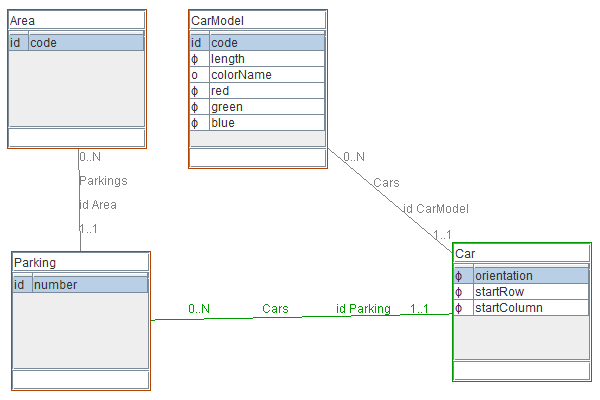 Area
id code
CarModel
id code
ϕ length
o colorName
ϕ red
ϕ green
ϕ blue
0..N
Parkings
id Area
1..1
0..N
Cars
id CarModel
1..1
Parking
id number
0..N Cars id Parking 1..1
Car
ϕ orientation
ϕ startRow
ϕ startColumn